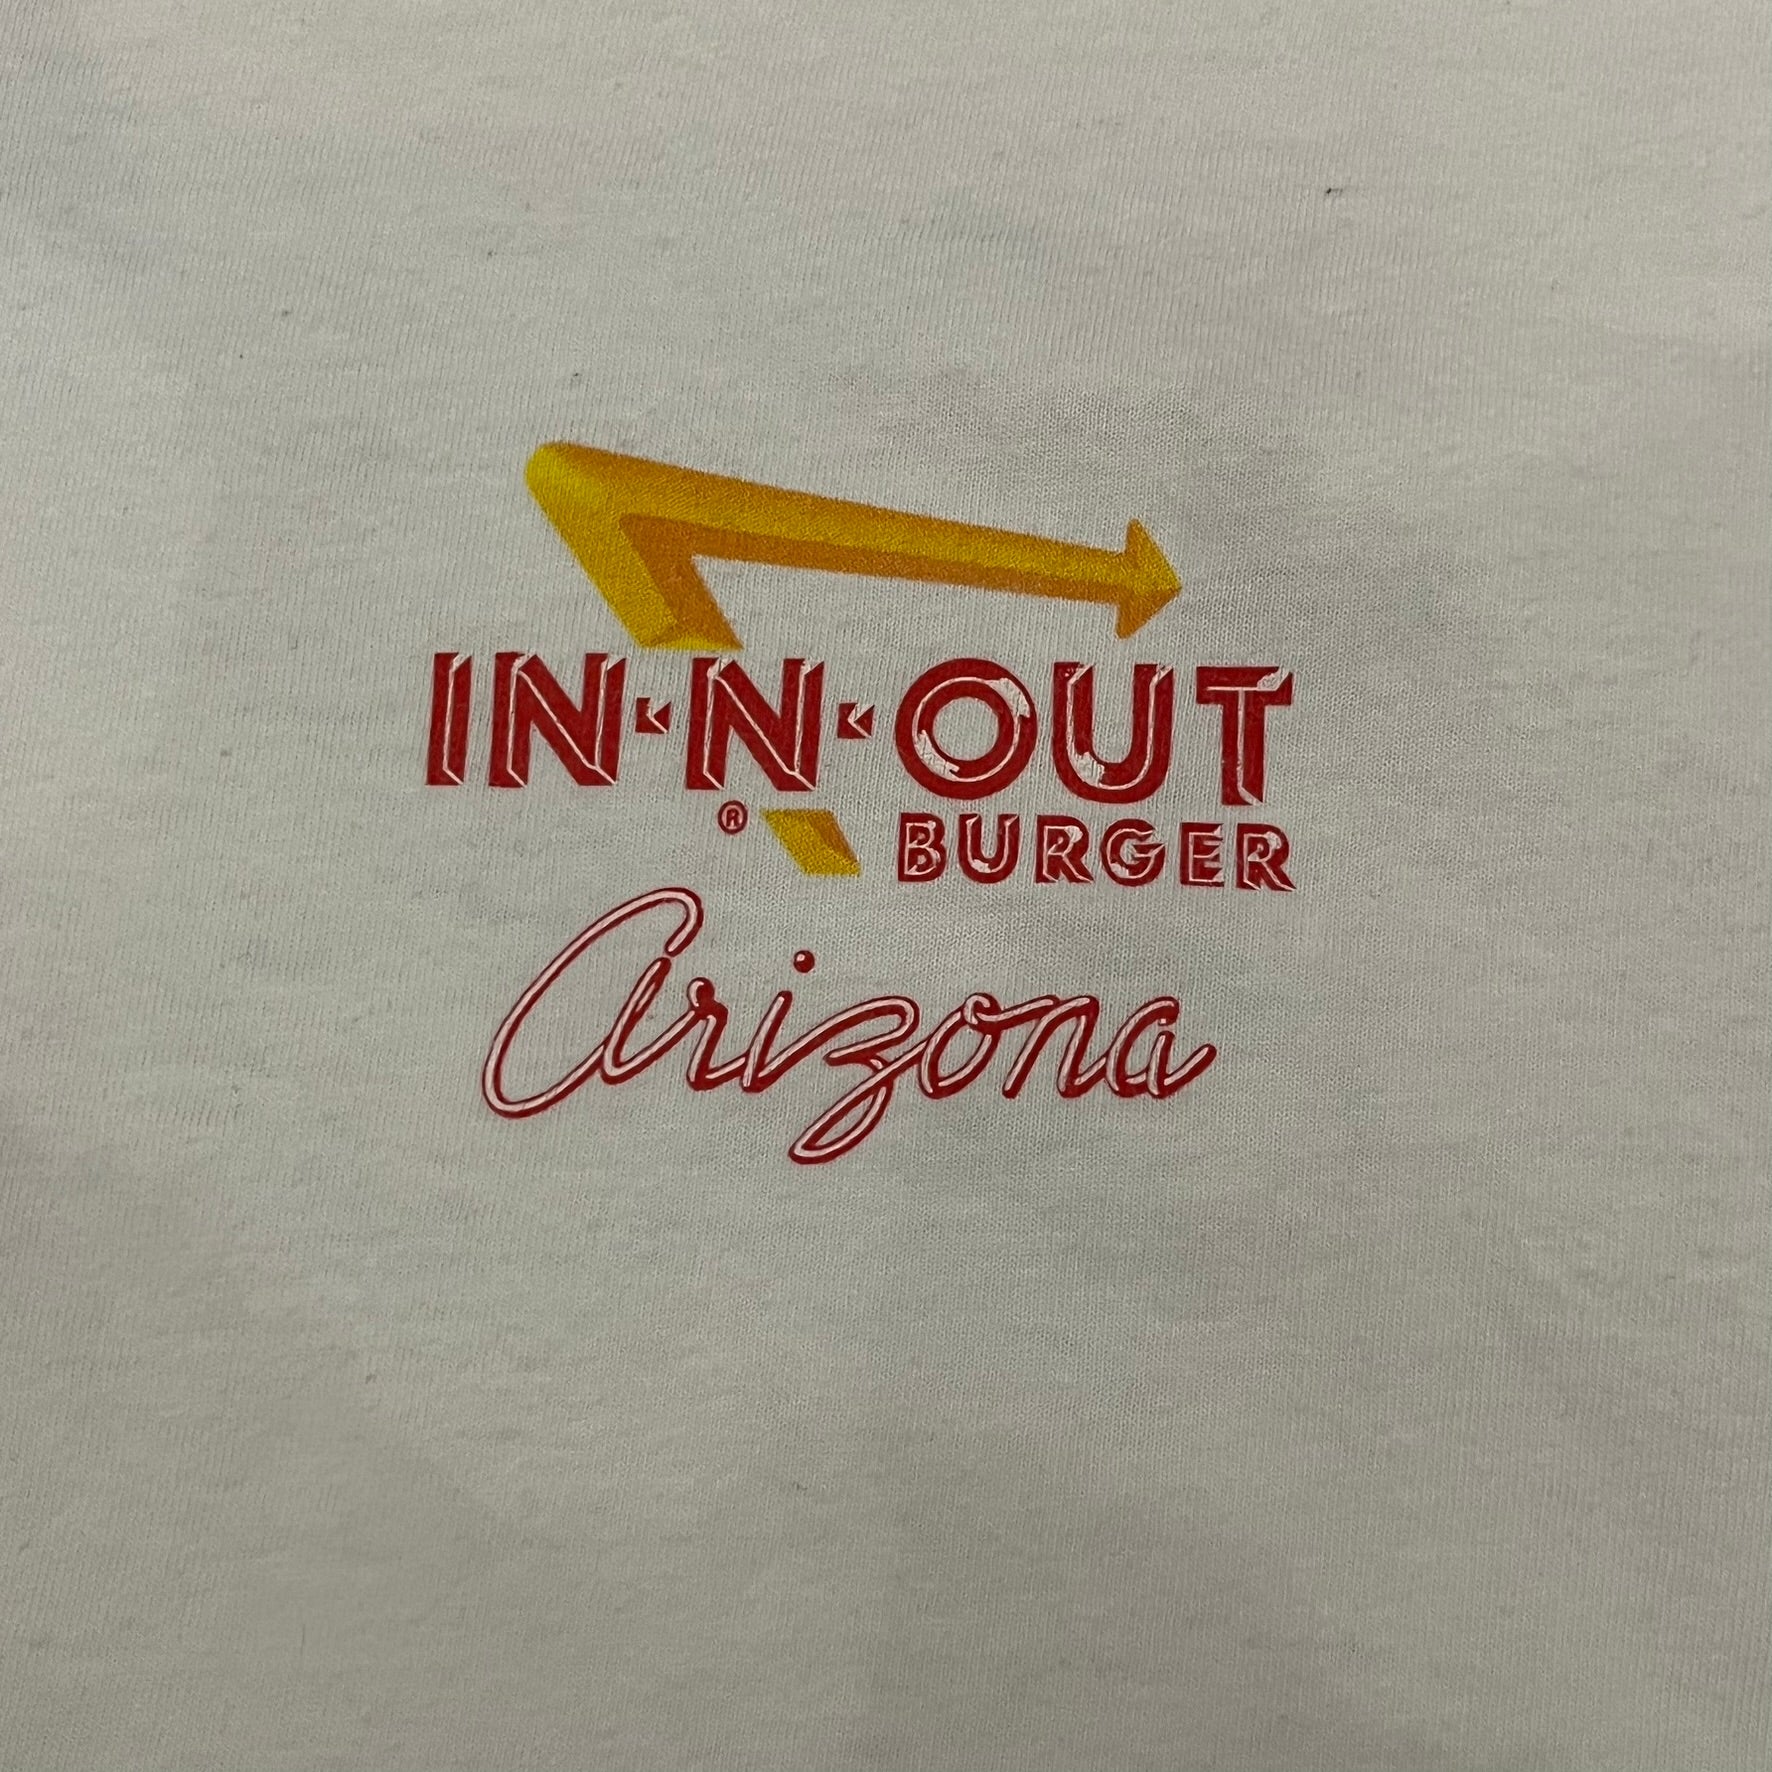 IN·N·OUT
®
BURGER
Arizona